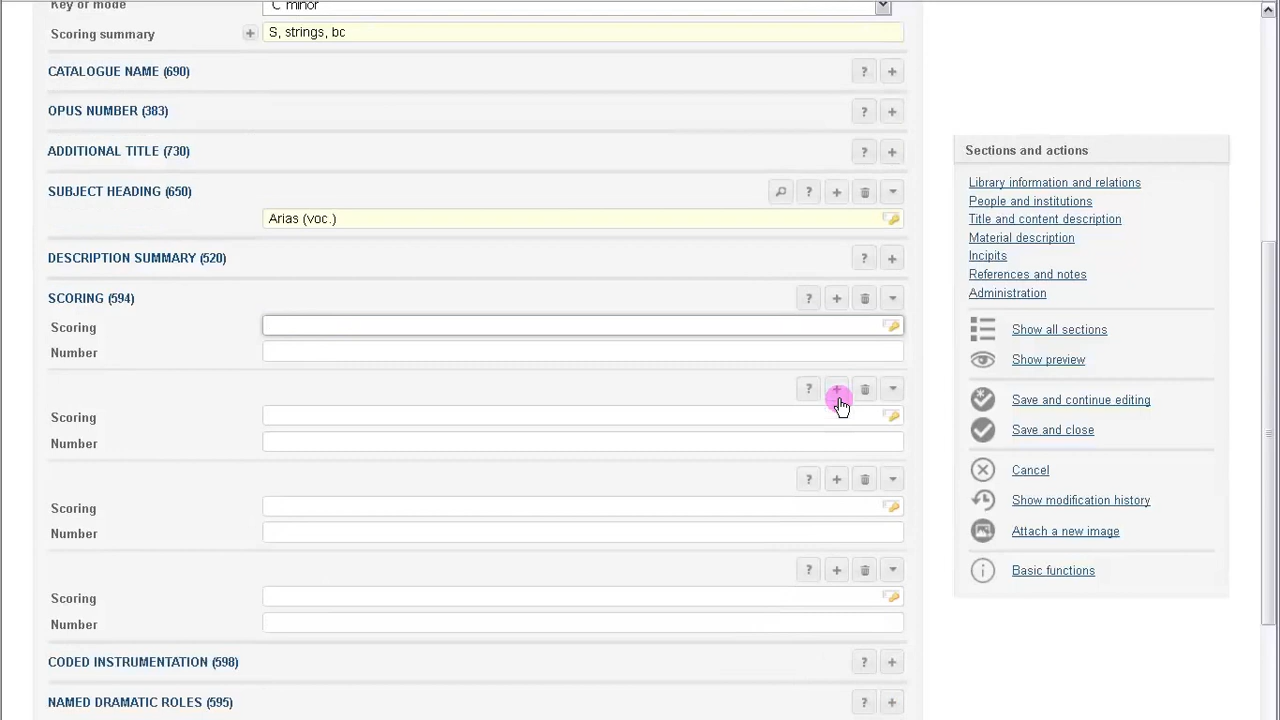 Key or mode C minor
Scoring summary + S, strings, bc
CATALOGUE NAME (690) ? +
OPUS NUMBER (383) ? +
ADDITIONAL TITLE (730) ? +
SUBJECT HEADING (650) ? +
Arias (voc.)
DESCRIPTION SUMMARY (520) ? +
SCORING (594) ? +
Scoring
Number
? +
Scoring
Number
? +
Scoring
Number
? +
Scoring
Number
CODED INSTRUMENTATION (598) ? +
NAMED DRAMATIC ROLES (595) ? +
Sections and actions
Library information and relations
People and institutions
Title and content description
Material description
Incipits
References and notes
Administration
Show all sections
Show preview
Save and continue editing
Save and close
Cancel
Show modification history
Attach a new image
Basic functions